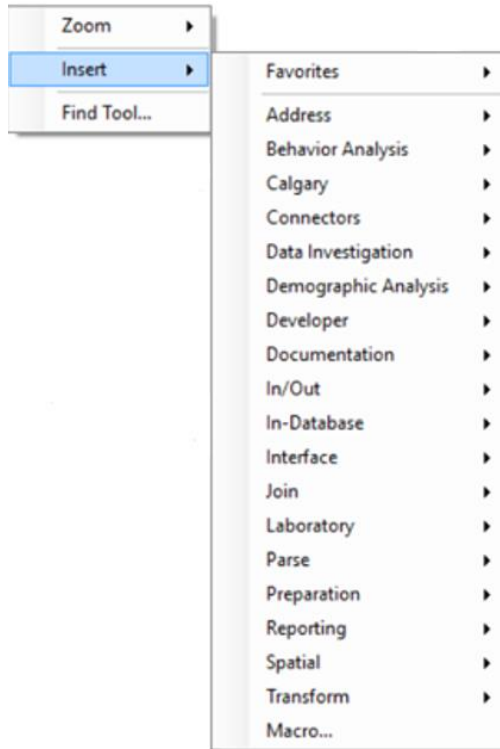 Zoom
Insert
Find Tool...
Favorites
Address
Behavior Analysis
Calgary
Connectors
Data Investigation
Demographic Analysis
Developer
Documentation
In/Out
In-Database
Interface
Join
Laboratory
Parse
Preparation
Reporting
Spatial
Transform
Macro...